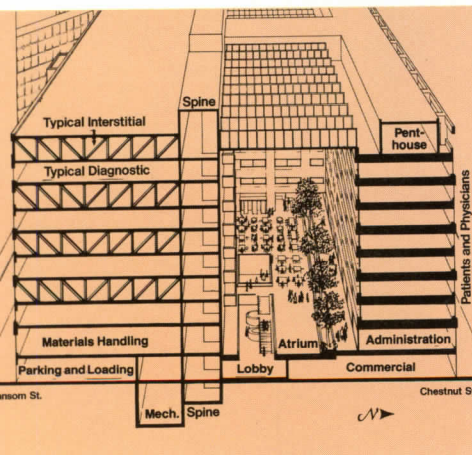 Spine
Typical Interstitial
Pent-
house
Typical Diagnostic
Patients and Physicians
Materials Handling
Atrium
Administration
Parking and Loading
Lobby
Commercial
nsom St.
Chestnut S
Mech.
Spine
N